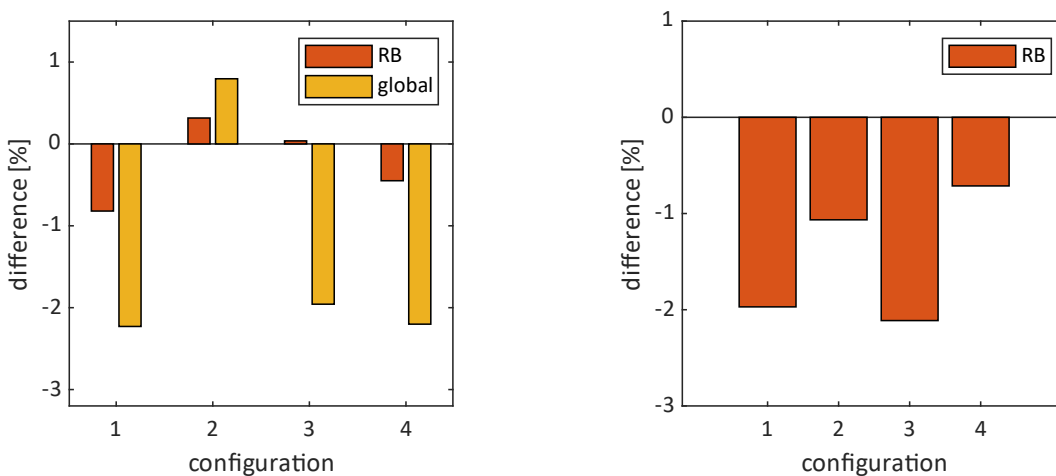 1
0
-1
-2
-3
difference [%]
RB
global
1 2 3 4
configuration
1
0
-1
-2
-3
difference [%]
RB
1 2 3 4
configuration